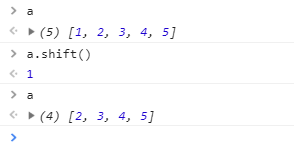 > a
<· ▶(5) [1, 2, 3, 4, 5]
> a.shift()
<· 1
> a
<· ▶(4) [2, 3, 4, 5]
>